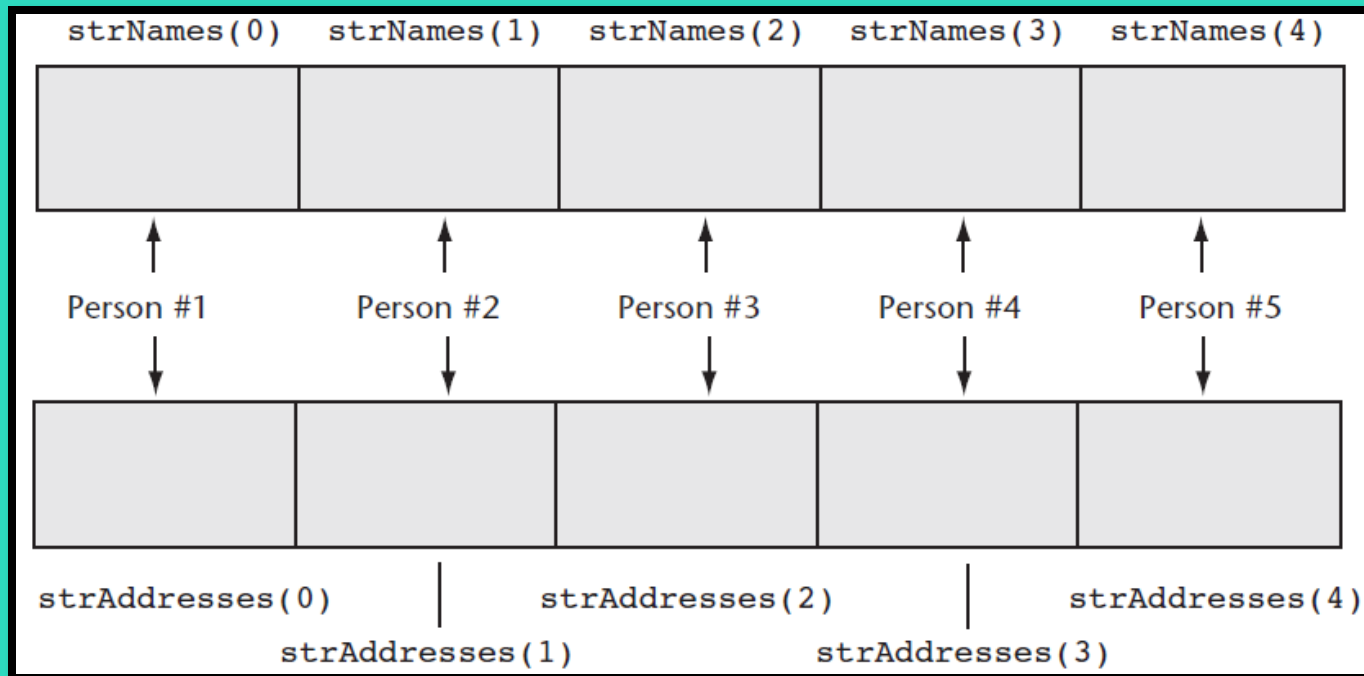 strNames(0) strNames(1) strNames(2) strNames(3) strNames(4)
Person #1 Person #2 Person #3 Person #4 Person #5
strAddresses(0) strAddresses(2) strAddresses(4)
strAddresses(1) strAddresses(3)